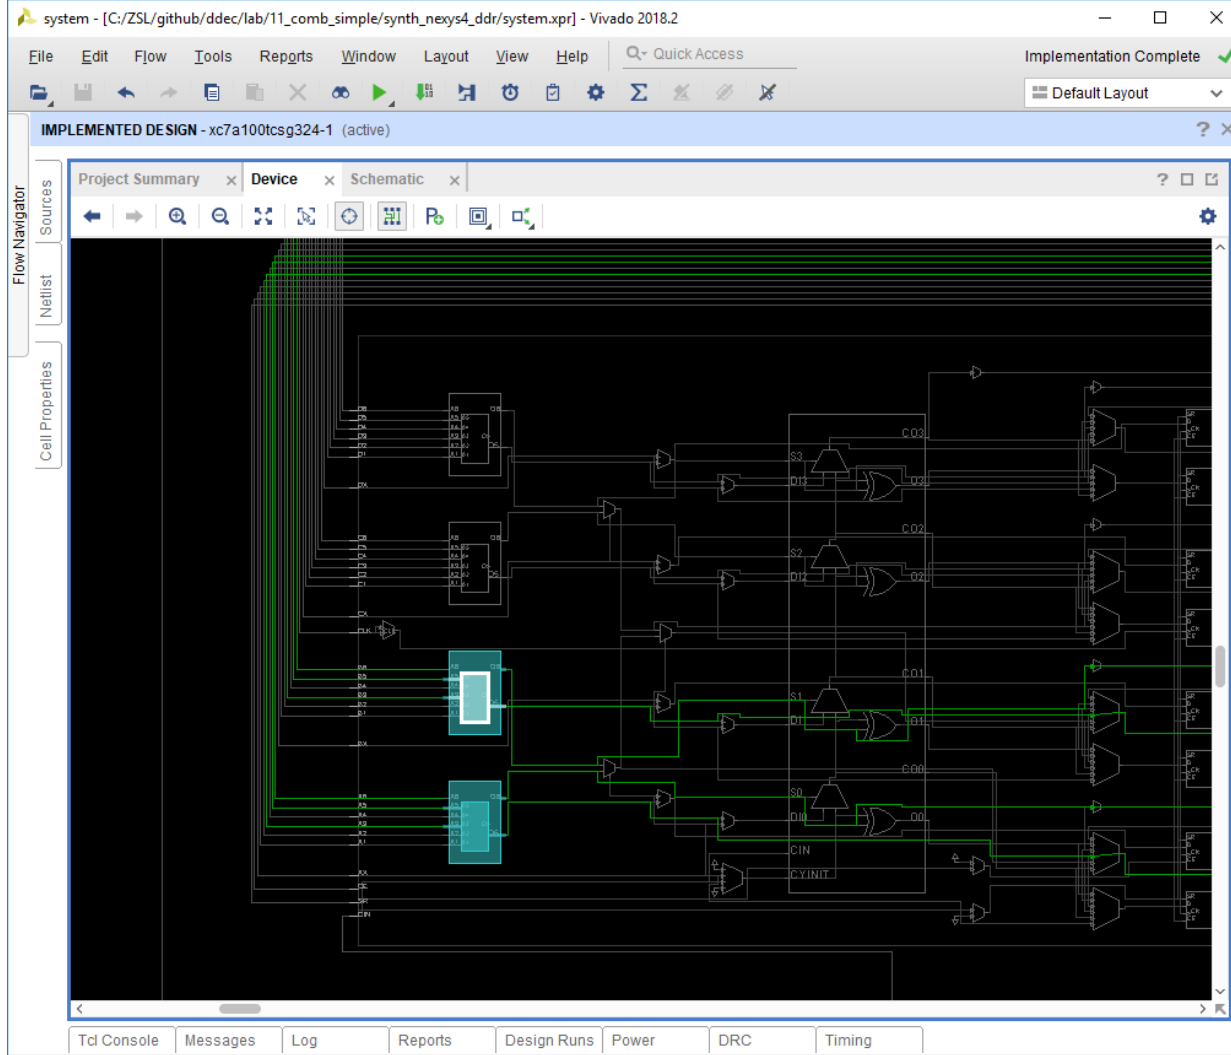 system - [C:/ZSL/github/ddec/lab/11_comb_simple/synth_nexys4_ddr/system.xpr] - Vivado 2018.2
File Edit Flow Tools Reports Window Layout View Help Quick Access Implementation Complete
Default Layout
IMPLEMENTED DESIGN - xc7a100tcsg324-1 (active)
Flow Navigator
Sources
Netlist
Cell Properties
Project Summary Device Schematic
CO3
S3
DI3 O3
CO2
S2
DI2 O2
CLK
CO1
S1
CO0
S0
DI0 O0
CIN
CYINIT
CIN
Tcl Console Messages Log Reports Design Runs Power DRC Timing